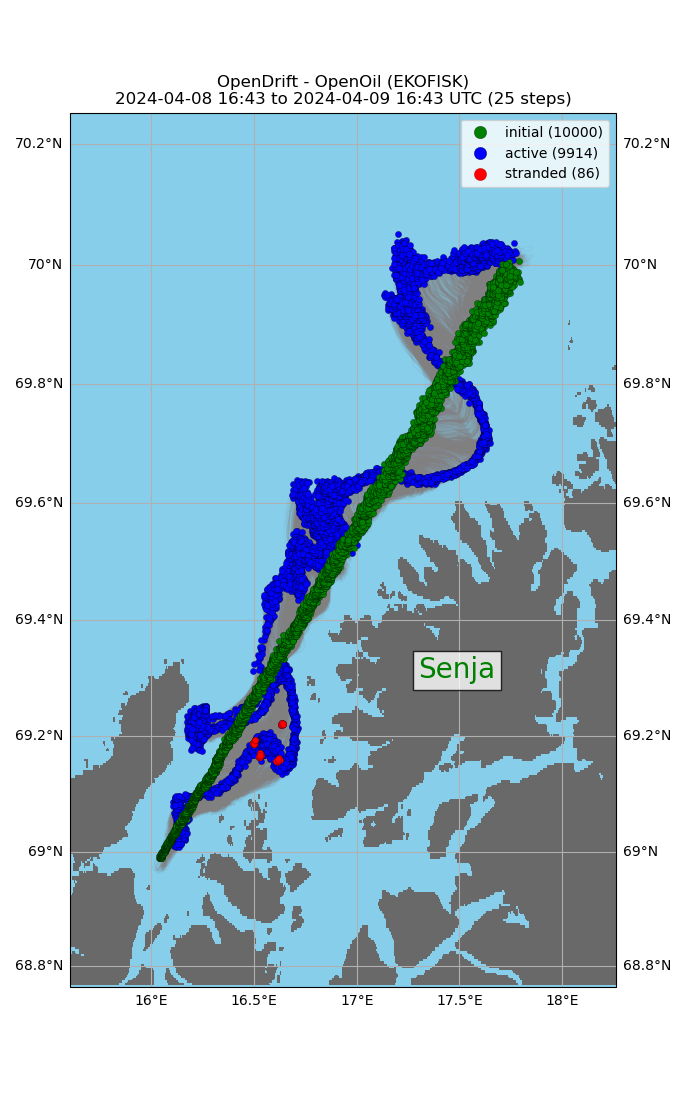 OpenDrift - OpenOil (EKOFISK)
2024-04-08 16:43 to 2024-04-09 16:43 UTC (25 steps)
initial (10000)
active (9914)
stranded (86)
70.2°N 70.2°N
70°N 70°N
69.8°N 69.8°N
69.6°N 69.6°N
69.4°N 69.4°N
Senja
69.2°N 69.2°N
69°N 69°N
68.8°N 68.8°N
16°E 16.5°E 17°E 17.5°E 18°E